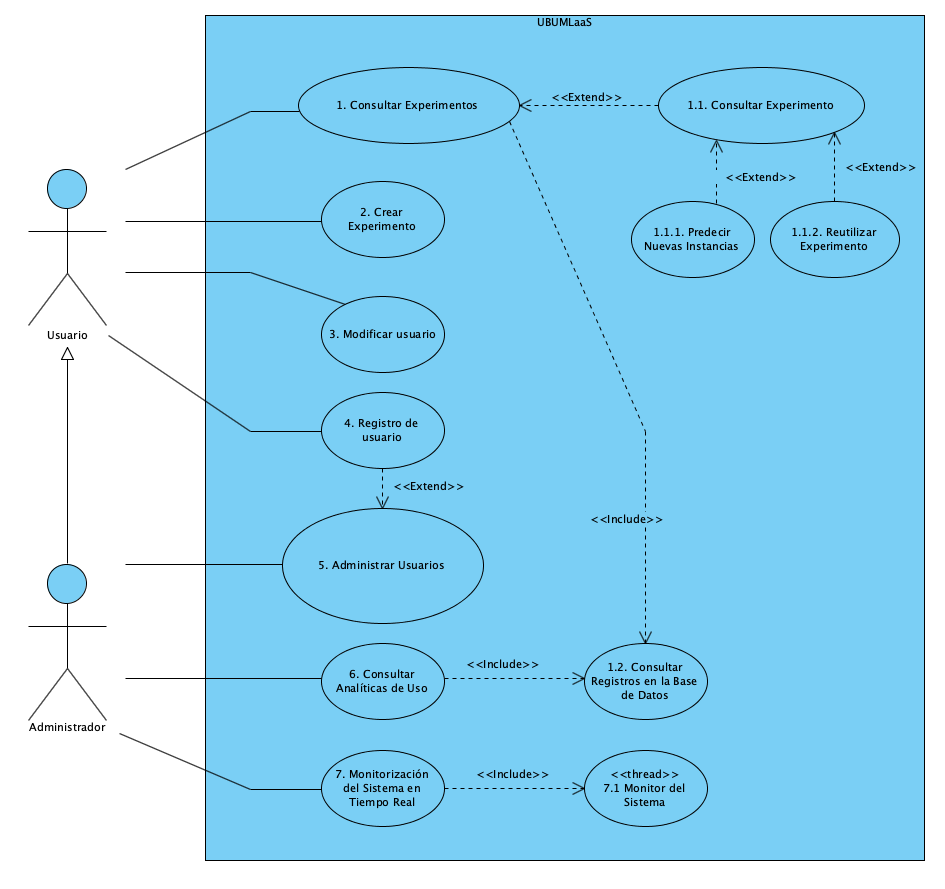 UBUMLaaS
1. Consultar Experimentos
<<Extend>>
1.1. Consultar Experimento
<<Extend>>
<<Extend>>
2. Crear
Experimento
1.1.1. Predecir
Nuevas Instancias
1.1.2. Reutilizar
Experimento
Usuario
3. Modificar usuario
4. Registro de
usuario
<<Extend>>
<<Include>>
5. Administrar Usuarios
6. Consultar
Analíticas de Uso
<<Include>>
1.2. Consultar
Registros en la Base
de Datos
Administrador
7. Monitorización
del Sistema en
Tiempo Real
<<Include>>
<<thread>>
7.1 Monitor del
Sistema